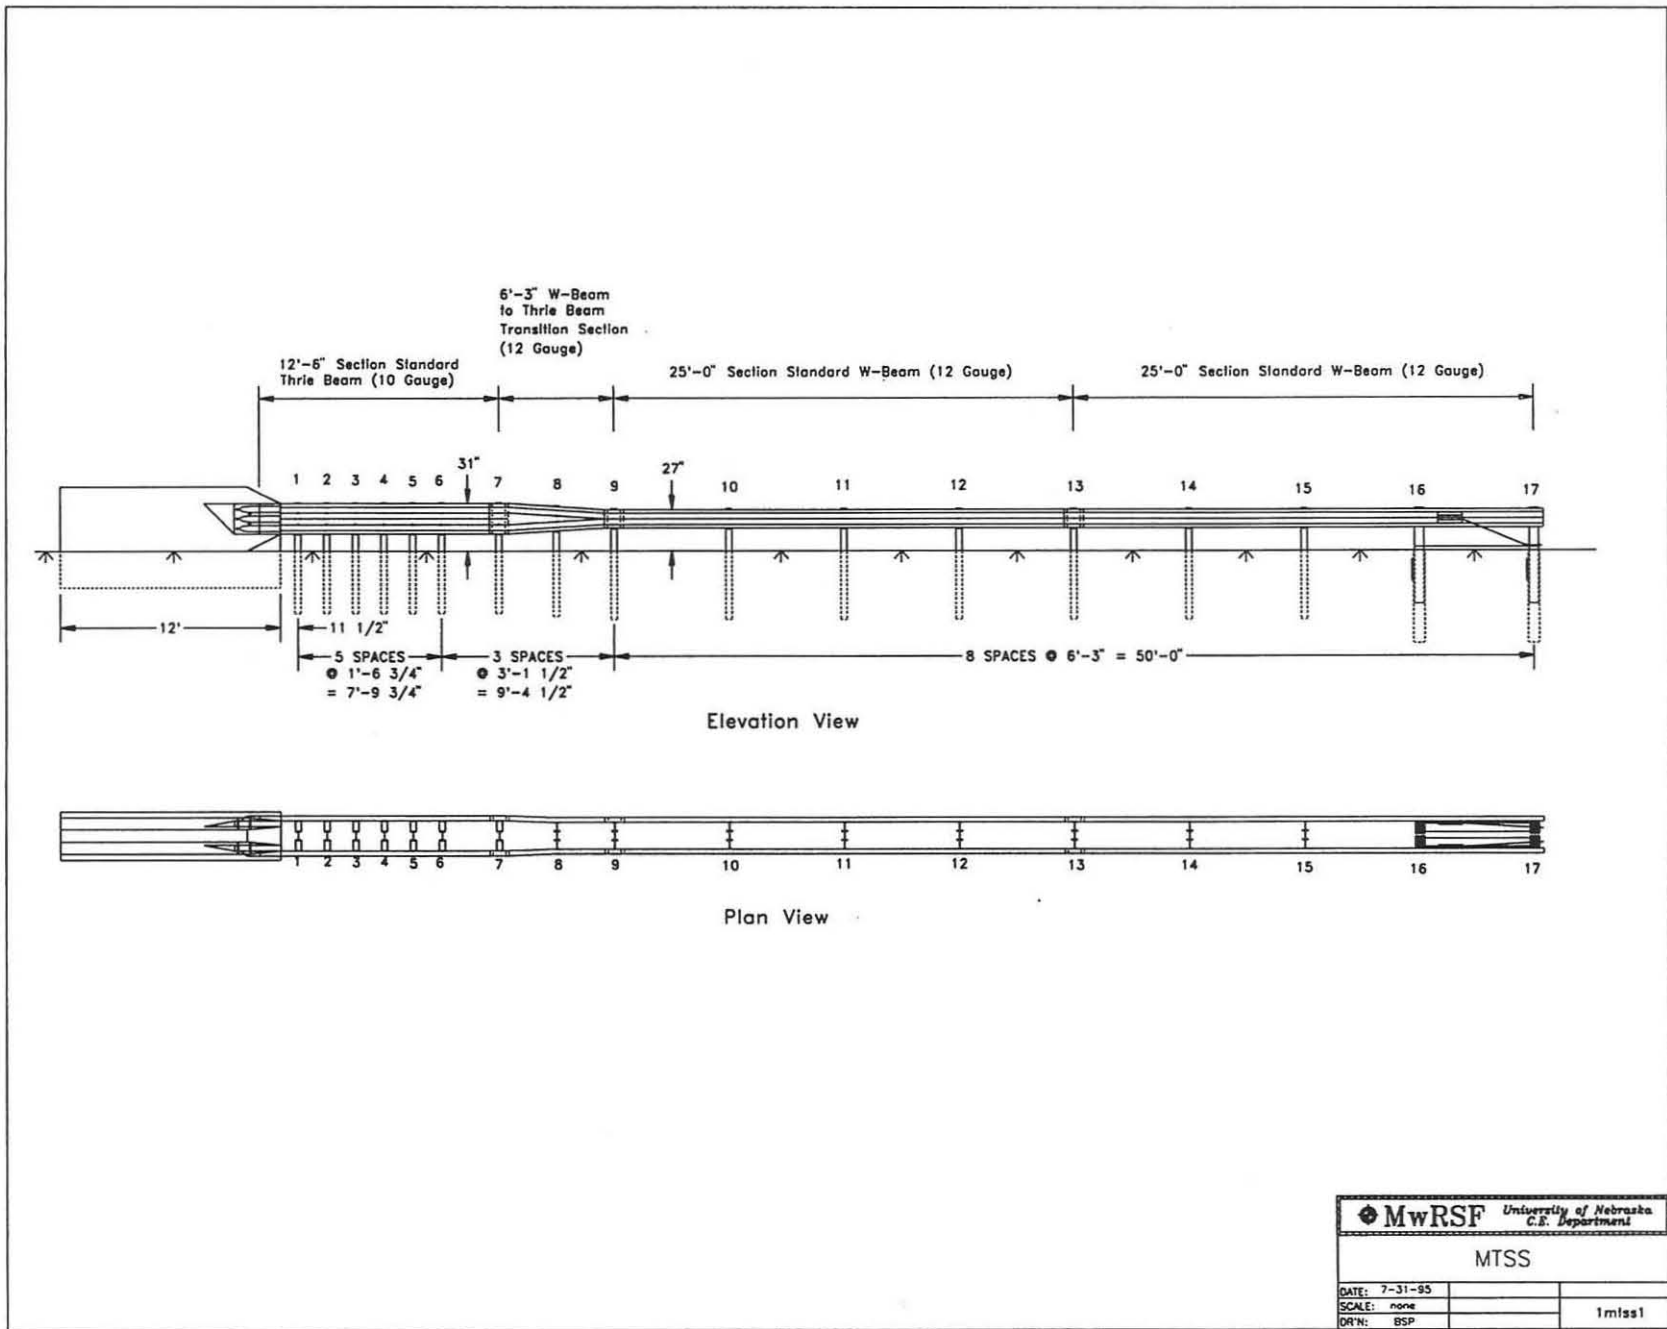 6'-3" W-Beam
to Thrie Beam
Transition Section
(12 Gauge)
12'-6" Section Standard
Thrie Beam (10 Gauge)
25'-0" Section Standard W-Beam (12 Gauge)
25'-0" Section Standard W-Beam (12 Gauge)
31"
27"
1 2 3 4 5 6 7 8 9 10 11 12 13 14 15 16 17
12'
11 1/2"
5 SPACES
@ 1'-6 3/4"
= 7'-9 3/4"
3 SPACES
@ 3'-1 1/2"
= 9'-4 1/2"
8 SPACES @ 6'-3" = 50'-0"
Elevation View
1 2 3 4 5 6 7 8 9 10 11 12 13 14 15 16 17
Plan View
MwRSF University of Nebraska
C.E. Department
MTSS
DATE: 7-31-95
SCALE: none
DR'N: BSP
1mtss1